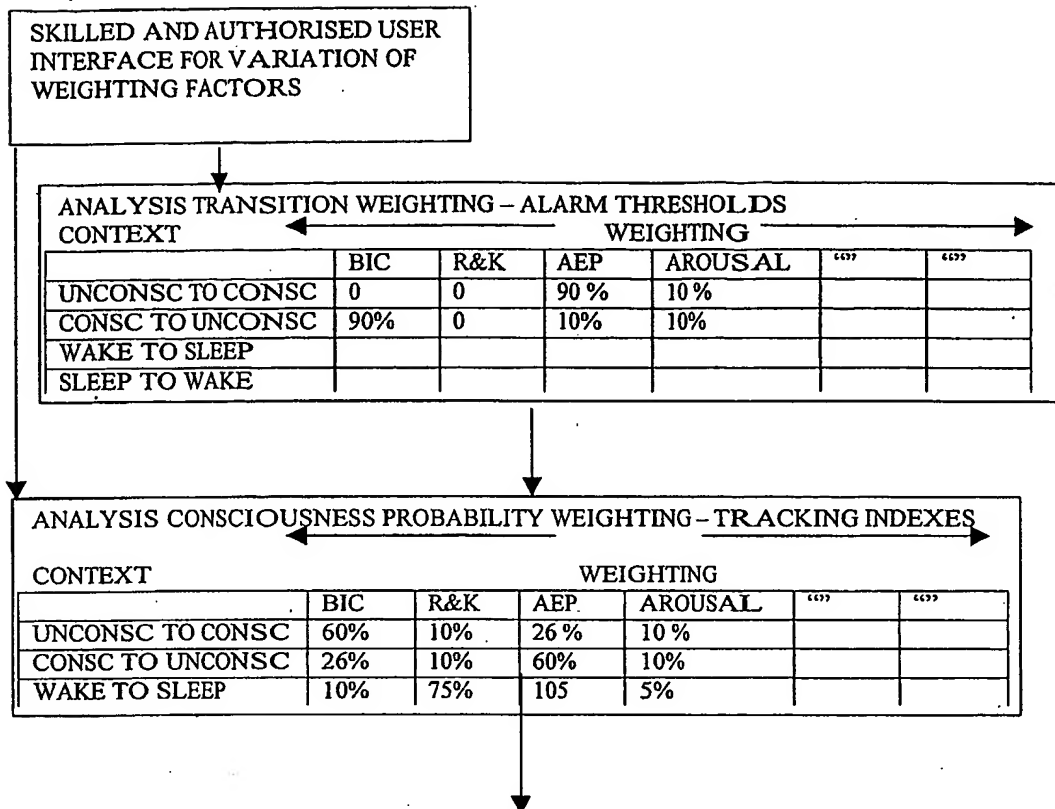 SKILLED AND AUTHORISED USER
INTERFACE FOR VARIATION OF
WEIGHTING FACTORS
ANALYSIS TRANSITION WEIGHTING – ALARM THRESHOLDS
CONTEXT WEIGHTING
BIC R&K AEP AROUSAL “” “”
UNCONSC TO CONSC 0 0 90 % 10 %
CONSC TO UNCONSC 90% 0 10% 10%
WAKE TO SLEEP
SLEEP TO WAKE
ANALYSIS CONSCIOUSNESS PROBABILITY WEIGHTING – TRACKING INDEXES
CONTEXT WEIGHTING
BIC R&K AEP AROUSAL “” “”
UNCONSC TO CONSC 60% 10% 26 % 10 %
CONSC TO UNCONSC 26% 10% 60% 10%
WAKE TO SLEEP 10% 75% 105 5%